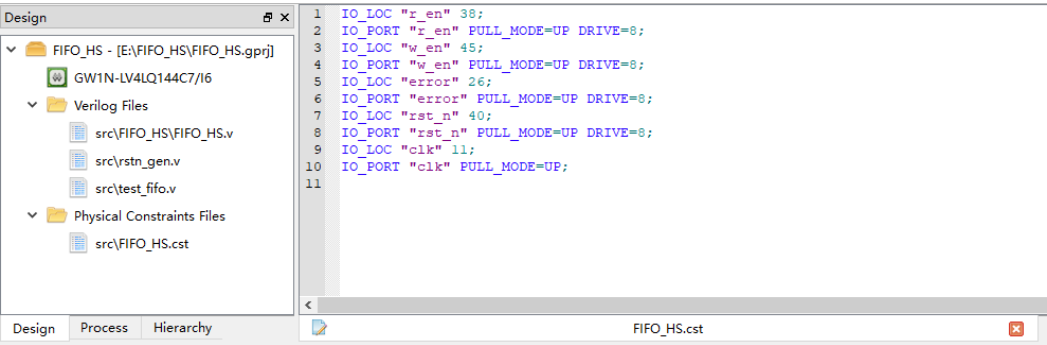 Design
FIFO_HS - [E:\FIFO_HS\FIFO_HS.gprj]
GW1N-LV4LQ144C7/I6
Verilog Files
src\FIFO_HS\FIFO_HS.v
src\rstn_gen.v
src\test_fifo.v
Physical Constraints Files
src\FIFO_HS.cst
Design Process Hierarchy
1 IO_LOC "r_en" 38;
2 IO_PORT "r_en" PULL_MODE=UP DRIVE=8;
3 IO_LOC "w_en" 45;
4 IO_PORT "w_en" PULL_MODE=UP DRIVE=8;
5 IO_LOC "error" 26;
6 IO_PORT "error" PULL_MODE=UP DRIVE=8;
7 IO_LOC "rst_n" 40;
8 IO_PORT "rst_n" PULL_MODE=UP DRIVE=8;
9 IO_LOC "clk" 11;
10 IO_PORT "clk" PULL_MODE=UP;
11
FIFO_HS.cst